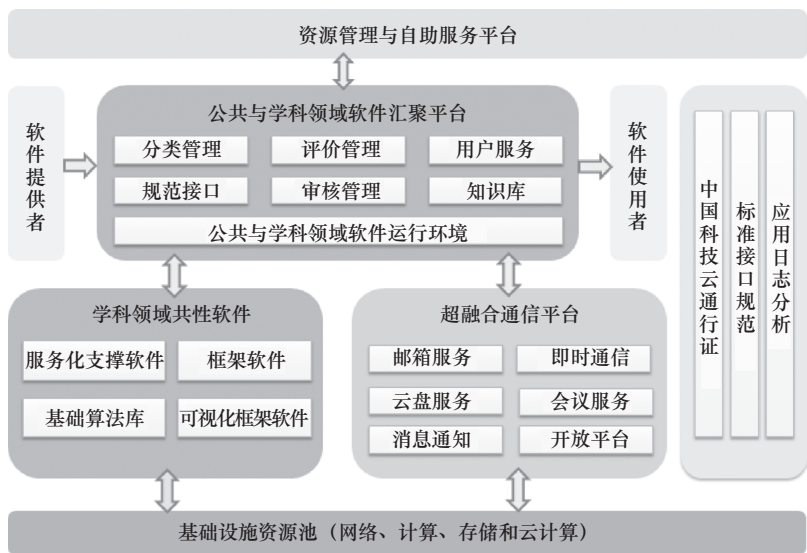 资源管理与自助服务平台
软件提供者
公共与学科领域软件汇聚平台
分类管理
评价管理
用户服务
规范接口
审核管理
知识库
公共与学科领域软件运行环境
软件使用者
中国科技云通行证
标准接口规范
应用日志分析
学科领域共性软件
服务化支撑软件
框架软件
基础算法库
可视化框架软件
超融合通信平台
邮箱服务
即时通信
云盘服务
会议服务
消息通知
开放平台
基础设施资源池（网络、计算、存储和云计算）